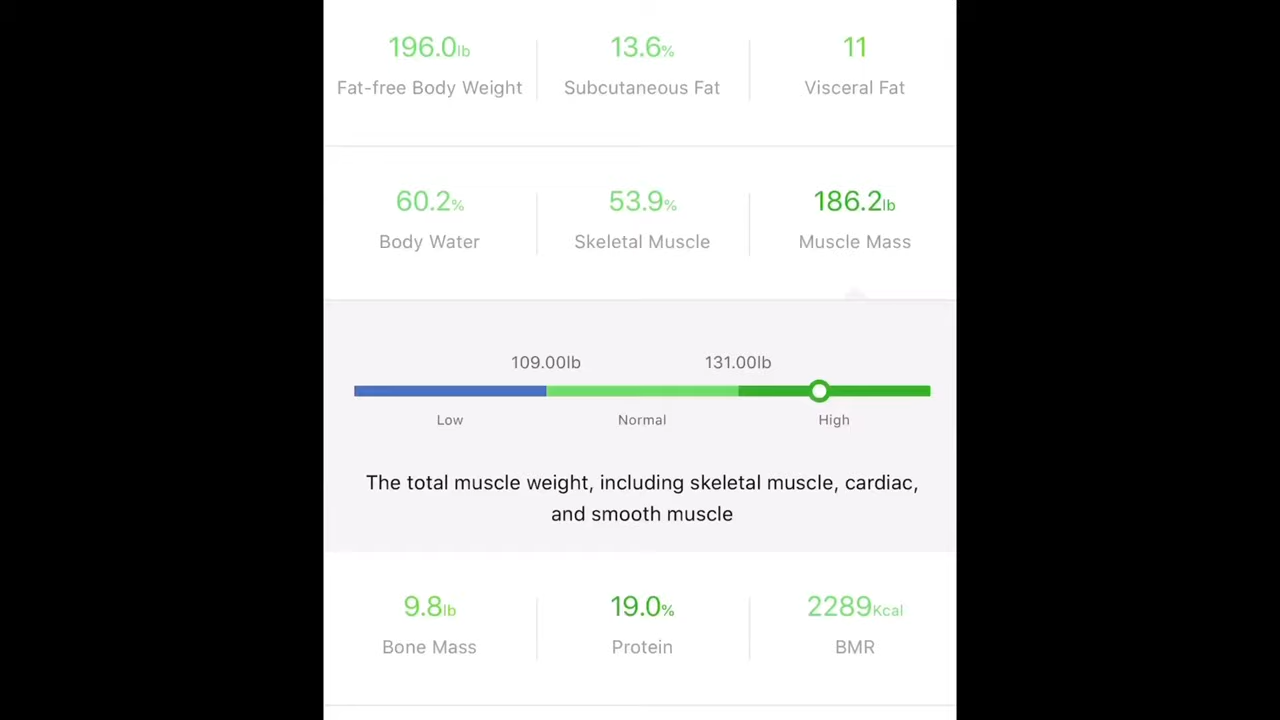 196.0lb 13.6% 11
Fat-free Body Weight Subcutaneous Fat Visceral Fat
60.2% 53.9% 186.2lb
Body Water Skeletal Muscle Muscle Mass
109.00lb 131.00lb
Low Normal High
The total muscle weight, including skeletal muscle, cardiac,
and smooth muscle
9.8lb 19.0% 2289Kcal
Bone Mass Protein BMR